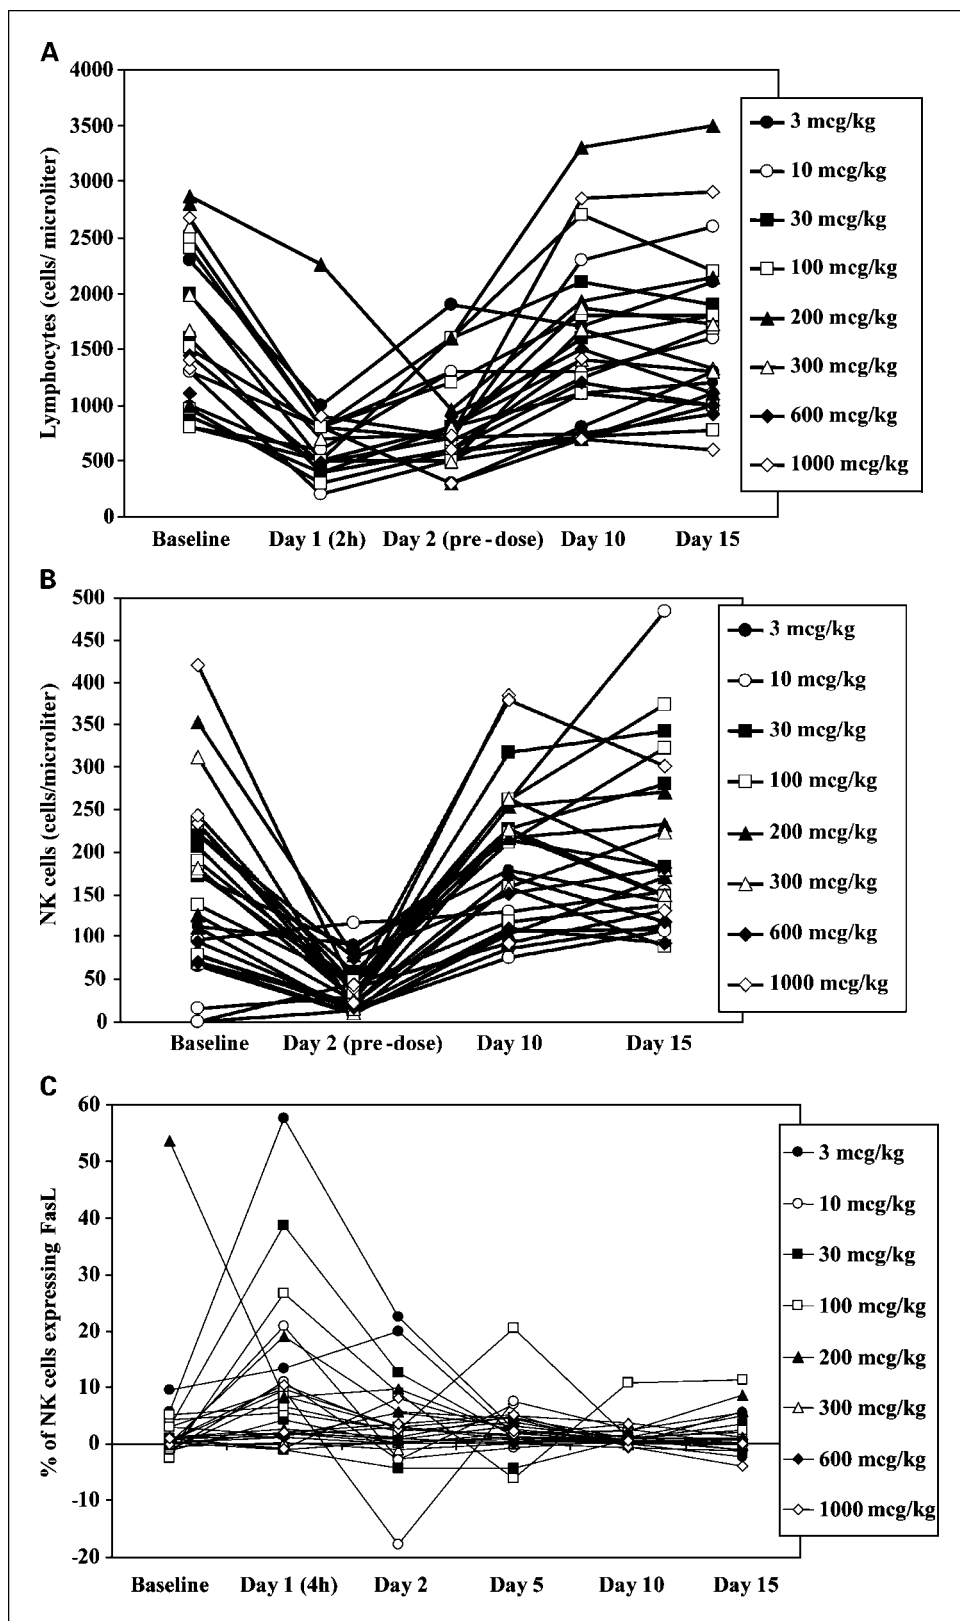 A
Lymphocytes (cells/ microliter)
4000
3500
3000
2500
2000
1500
1000
500
0
Baseline
Day 1 (2h)
Day 2 (pre-dose)
Day 10
Day 15
3 mcg/kg
10 mcg/kg
30 mcg/kg
100 mcg/kg
200 mcg/kg
300 mcg/kg
600 mcg/kg
1000 mcg/kg
B
NK cells (cells/microliter)
500
450
400
350
300
250
200
150
100
50
0
Baseline
Day 2 (pre-dose)
Day 10
Day 15
3 mcg/kg
10 mcg/kg
30 mcg/kg
100 mcg/kg
200 mcg/kg
300 mcg/kg
600 mcg/kg
1000 mcg/kg
C
% of NK cells expressing FasL
60
50
40
30
20
10
0
-10
-20
Baseline
Day 1 (4h)
Day 2
Day 5
Day 10
Day 15
3 mcg/kg
10 mcg/kg
30 mcg/kg
100 mcg/kg
200 mcg/kg
300 mcg/kg
600 mcg/kg
1000 mcg/kg